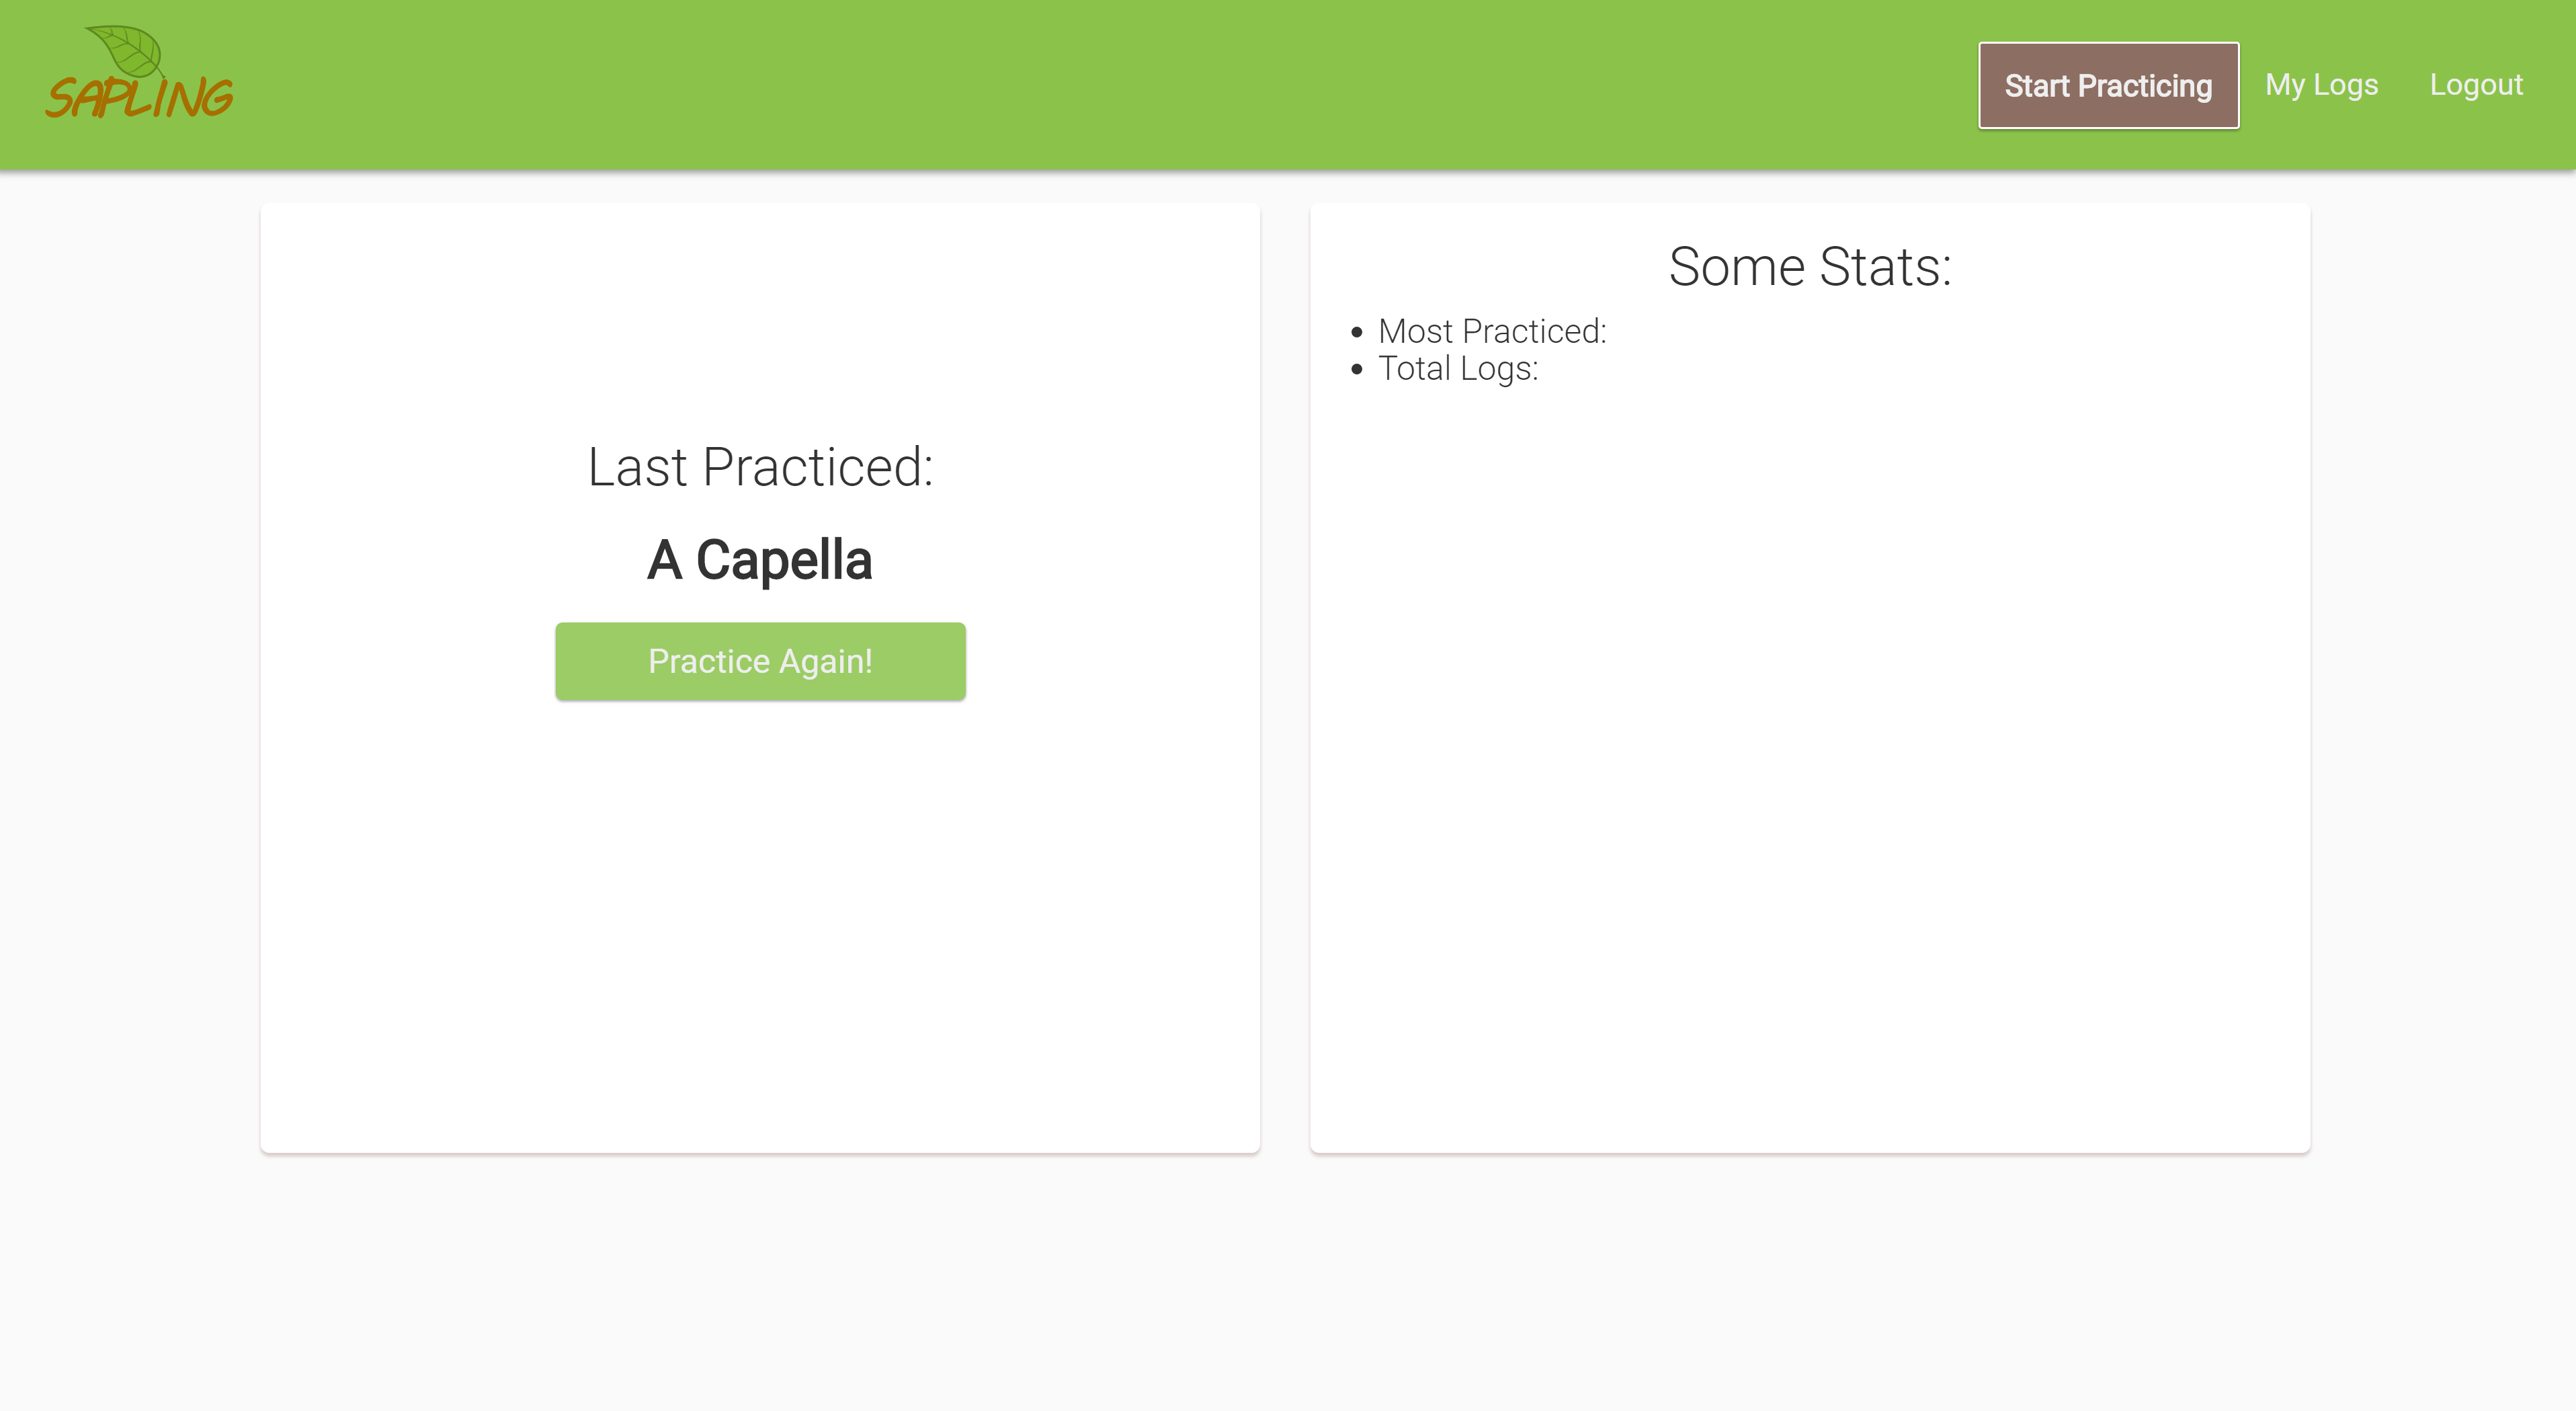 SAPLING
Start Practicing
My Logs
Logout
Last Practiced:
A Capella
Practice Again!
Some Stats:
Most Practiced:
Total Logs: